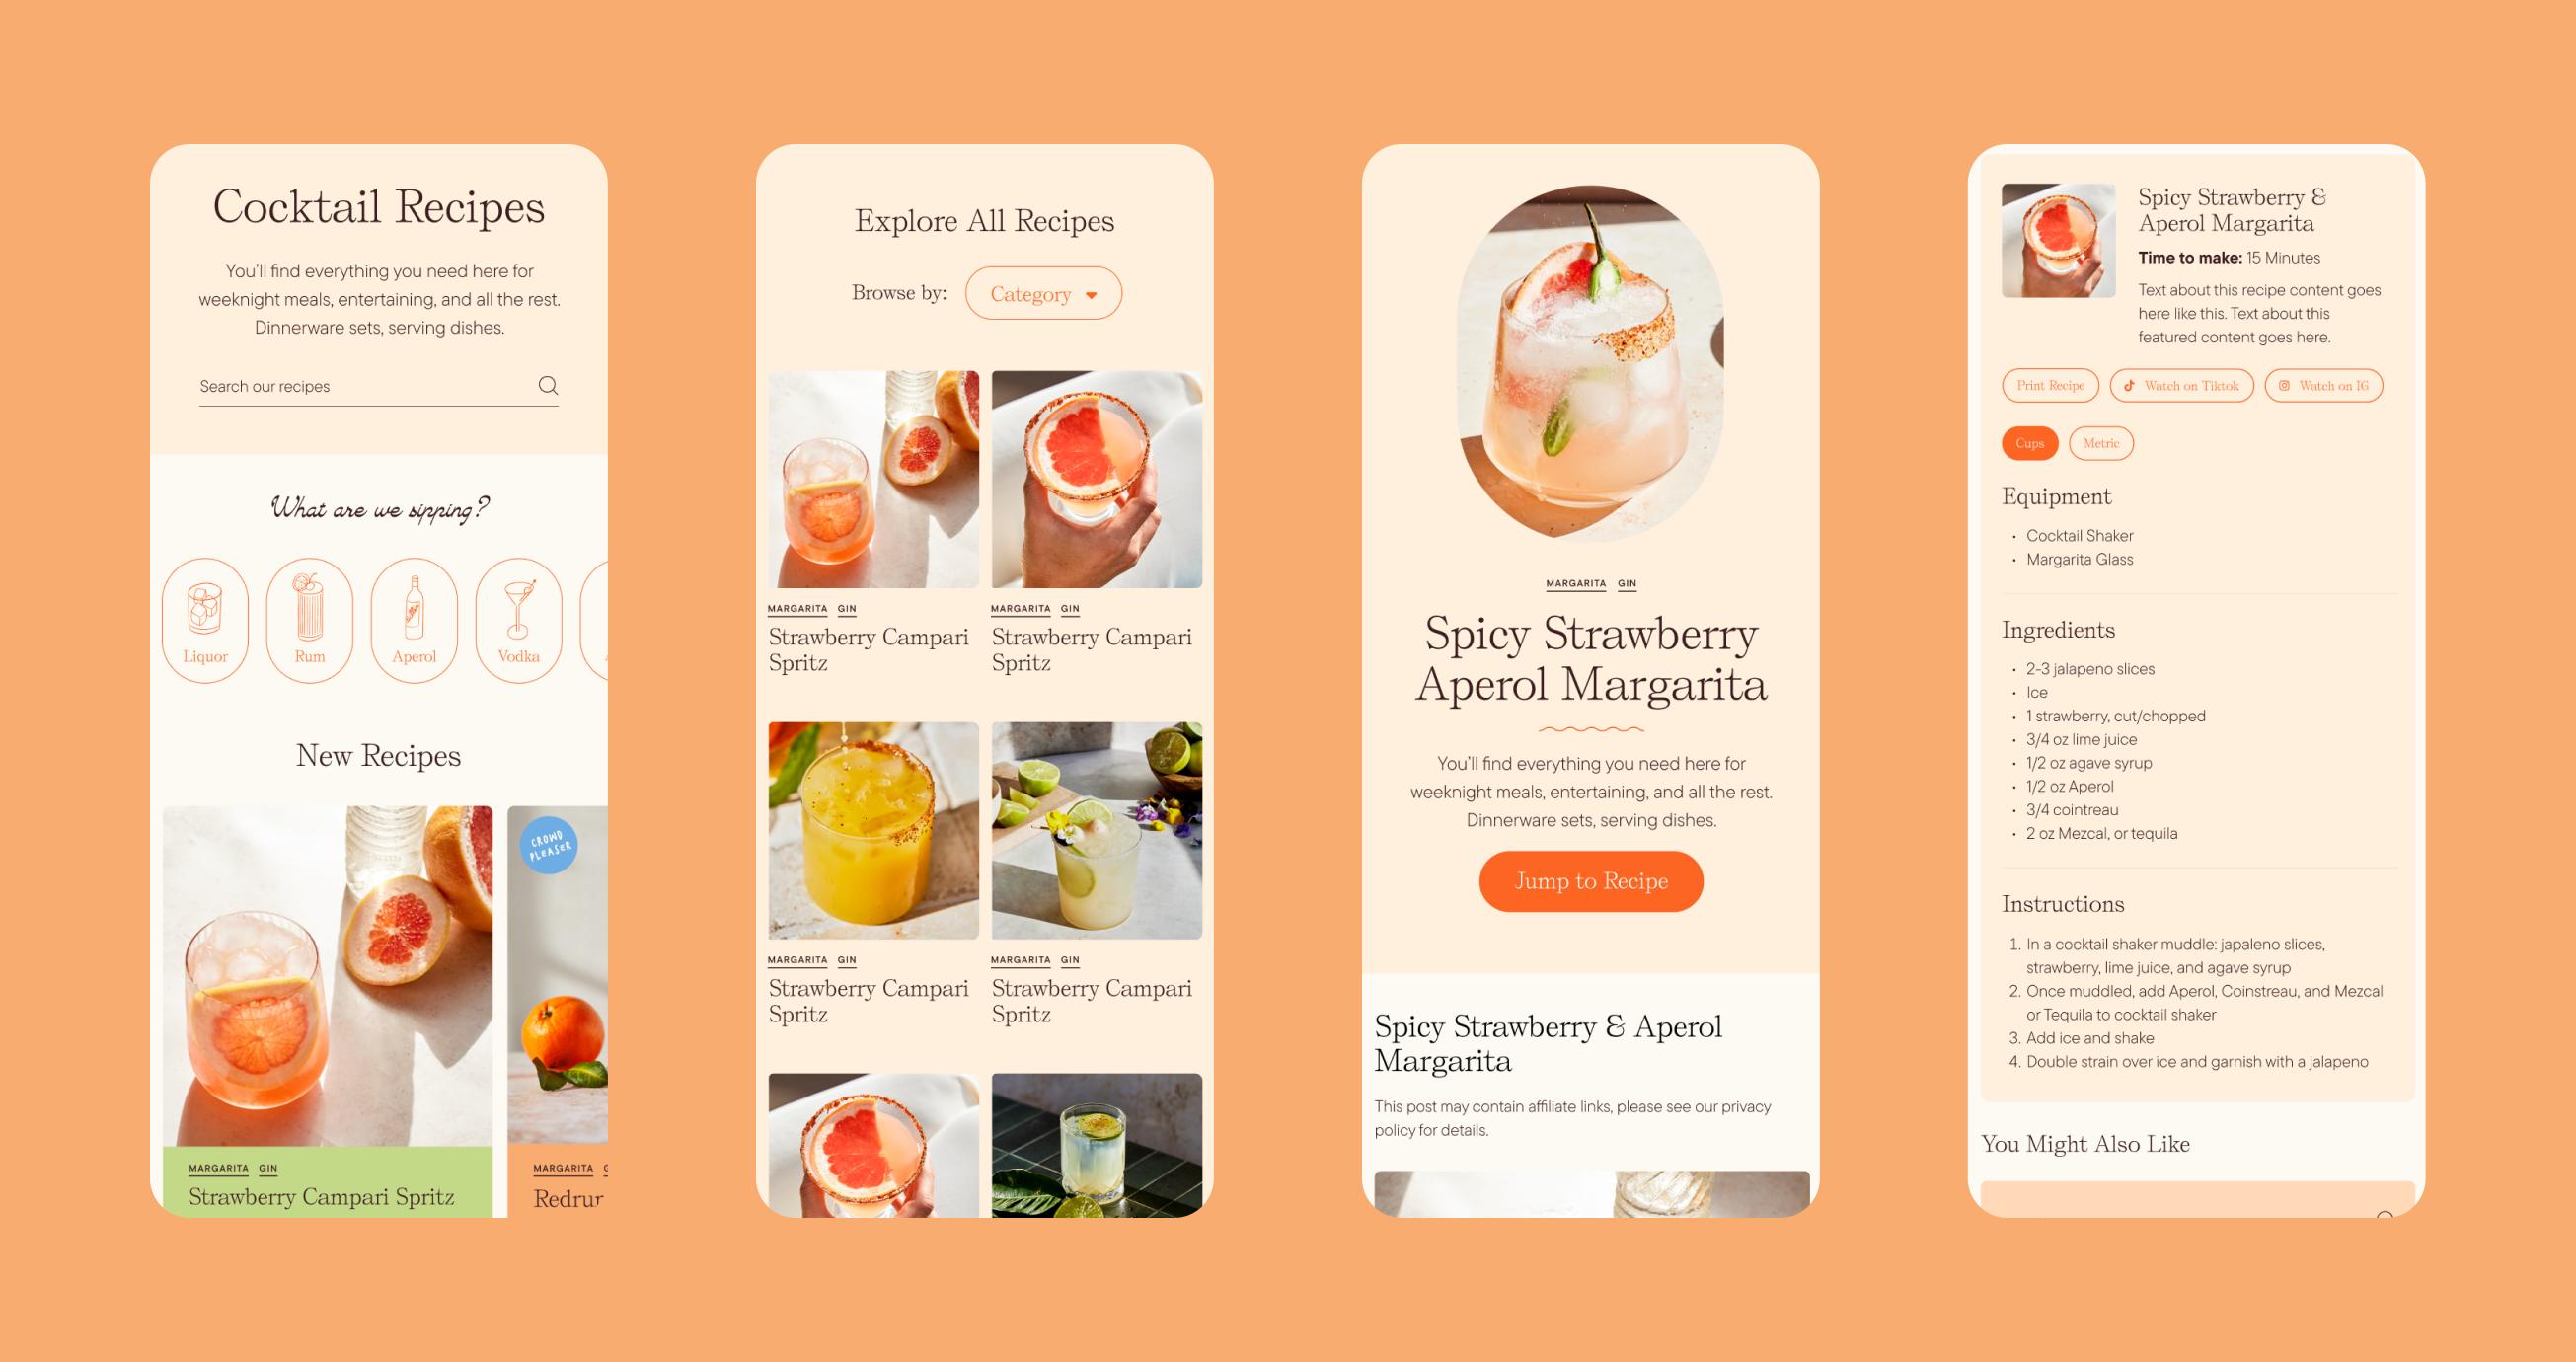 Cocktail Recipes
You'll find everything you need here for
weeknight meals, entertaining, and all the rest.
Dinnerware sets, serving dishes.
Search our recipes
What are we sipping?
Liquor
Rum
Aperol
Vodka
New Recipes
CROWD
PLEASER
MARGARITA GIN
Strawberry Campari Spritz
MARGARITA
Explore All Recipes
Browse by: Category
MARGARITA GIN
Strawberry Campari
Spritz
MARGARITA GIN
Strawberry Campari
Spritz
MARGARITA GIN
Strawberry Campari
Spritz
MARGARITA GIN
Strawberry Campari
Spritz
MARGARITA GIN
Spicy Strawberry
Aperol Margarita
You'll find everything you need here for
weeknight meals, entertaining, and all the rest.
Dinnerware sets, serving dishes.
Jump to Recipe
Spicy Strawberry & Aperol
Margarita
This post may contain affiliate links, please see our privacy
policy for details.
Spicy Strawberry &
Aperol Margarita
Time to make: 15 Minutes
Text about this recipe content goes
here like this. Text about this
featured content goes here.
Print Recipe
Watch on Tiktok
Watch on IG
Cups
Metric
Equipment
• Cocktail Shaker
• Margarita Glass
Ingredients
• 2-3 jalapeno slices
• Ice
• 1 strawberry, cut/chopped
• 3/4 oz lime juice
• 1/2 oz agave syrup
• 1/2 oz Aperol
• 3/4 cointreau
• 2 oz Mezcal, or tequila
Instructions
1. In a cocktail shaker muddle: japaleno slices,
strawberry, lime juice, and agave syrup
2. Once muddled, add Aperol, Coinstreau, and Mezcal
or Tequila to cocktail shaker
3. Add ice and shake
4. Double strain over ice and garnish with a jalapeno
You Might Also Like